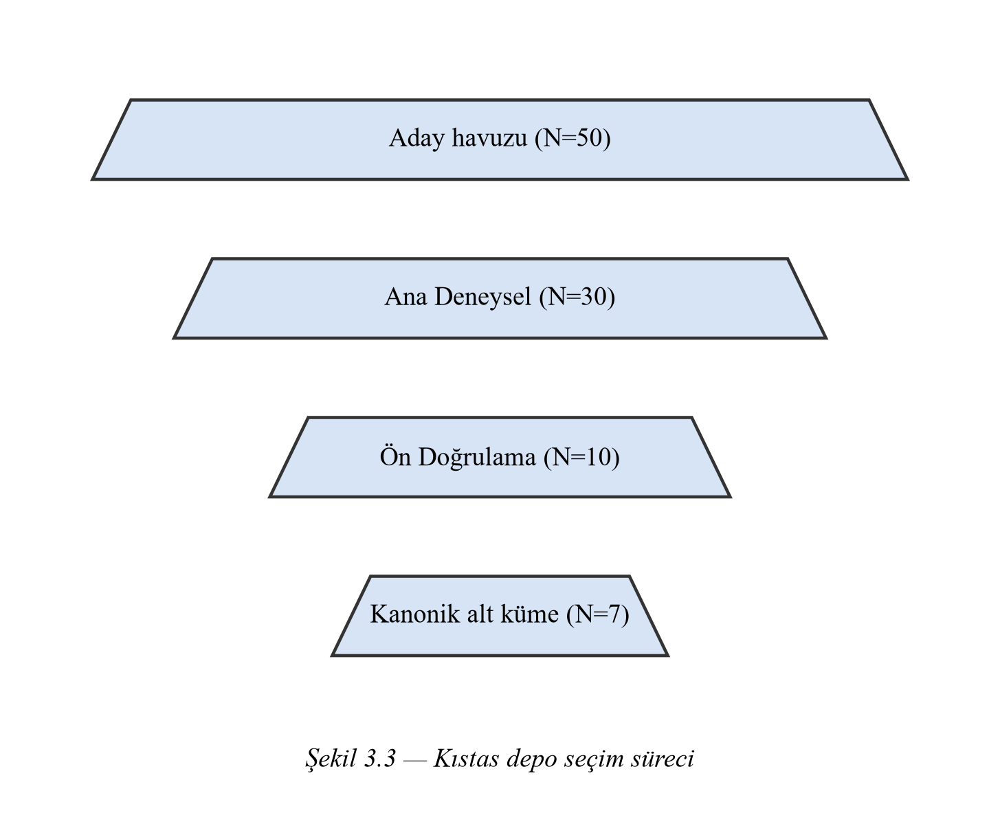 Aday havuzu (N=50)
Ana Deneysel (N=30)
Ön Doğrulama (N=10)
Kanonik alt küme (N=7)
Şekil 3.3 — Kıstas depo seçim süreci